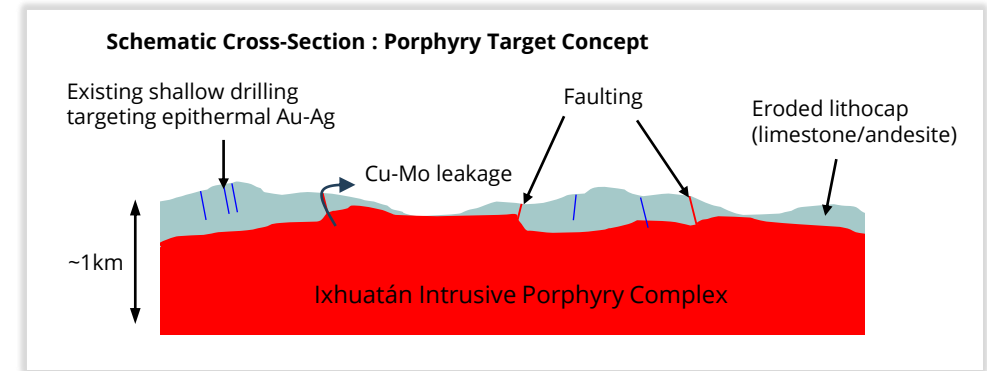 Schematic Cross-Section : Porphyry Target Concept
Existing shallow drilling
targeting epithermal Au-Ag
Faulting
Eroded lithocap
(limestone/andesite)
Cu-Mo leakage
~1km
Ixhuatán Intrusive Porphyry Complex